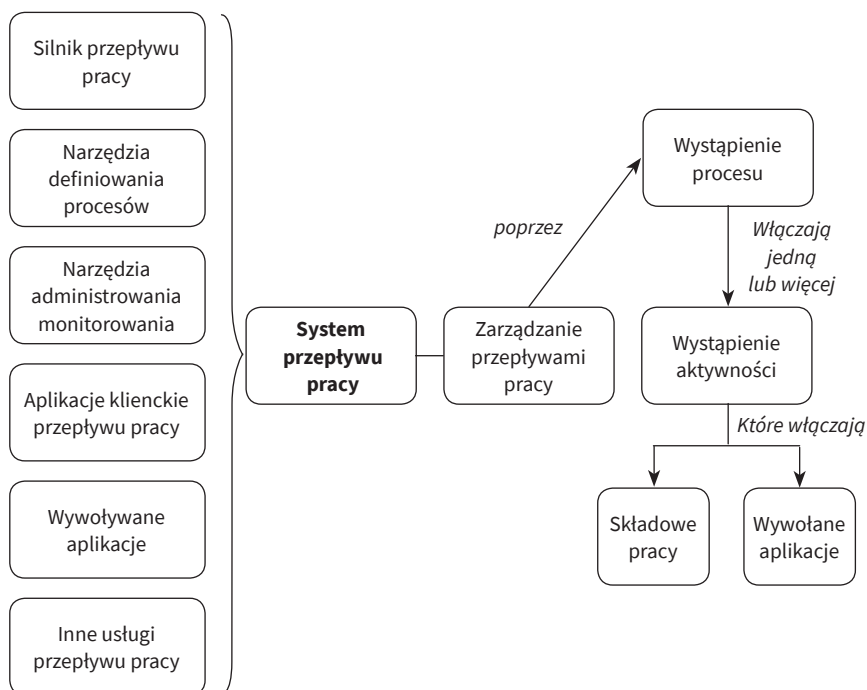 Silnik przepływu
pracy
Narzędzia
definiowania
procesów
Narzędzia
administrowania
monitorowania
Aplikacje klienckie
przepływu pracy
Wywoływane
aplikacje
Inne usługi
przepływu pracy
System
przepływu
pracy
Zarządzanie
przepływami
pracy
poprzez
Wystąpienie
procesu
Włączają
jedną
lub więcej
Wystąpienie
aktywności
Które włączają
Składowe
pracy
Wywołane
aplikacje